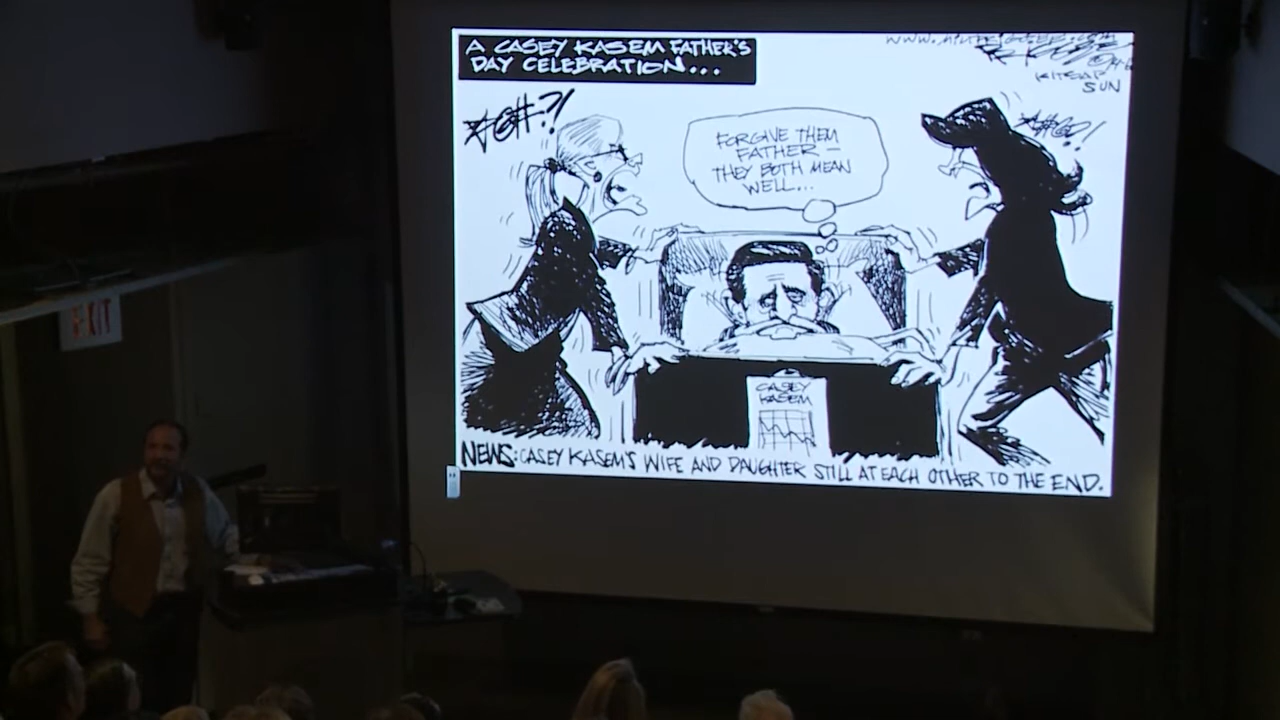 A CASEY KASEM FATHER'S
DAY CELEBRATION...
KITSAP
SUN
*@#?!
FORGIVE THEM
FATHER –
THEY BOTH MEAN
WELL...
CASEY
KASEM
NEWS: CASEY KASEM'S WIFE AND DAUGHTER STILL AT EACH OTHER TO THE END.
EXIT